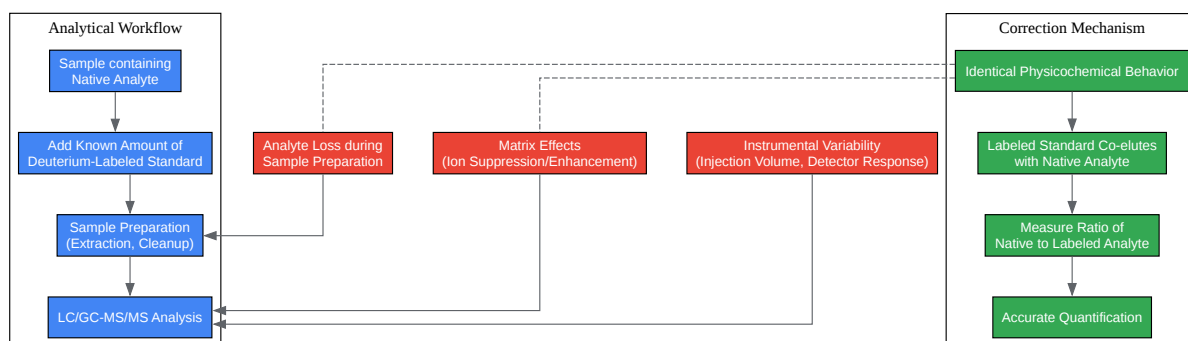 Analytical Workflow
Sample containing
Native Analyte
Add Known Amount of
Deuterium-Labeled Standard
Sample Preparation
(Extraction, Cleanup)
LC/GC-MS/MS Analysis
Analyte Loss during
Sample Preparation
Matrix Effects
(Ion Suppression/Enhancement)
Instrumental Variability
(Injection Volume, Detector Response)
Correction Mechanism
Identical Physicochemical Behavior
Labeled Standard Co-elutes
with Native Analyte
Measure Ratio of
Native to Labeled Analyte
Accurate Quantification